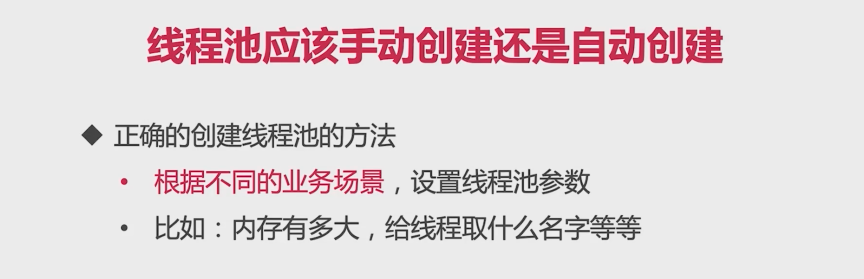 线程池应该手动创建还是自动创建
◆ 正确的创建线程池的方法
• 根据不同的业务场景，设置线程池参数
• 比如：内存有多大，给线程取什么名字等等